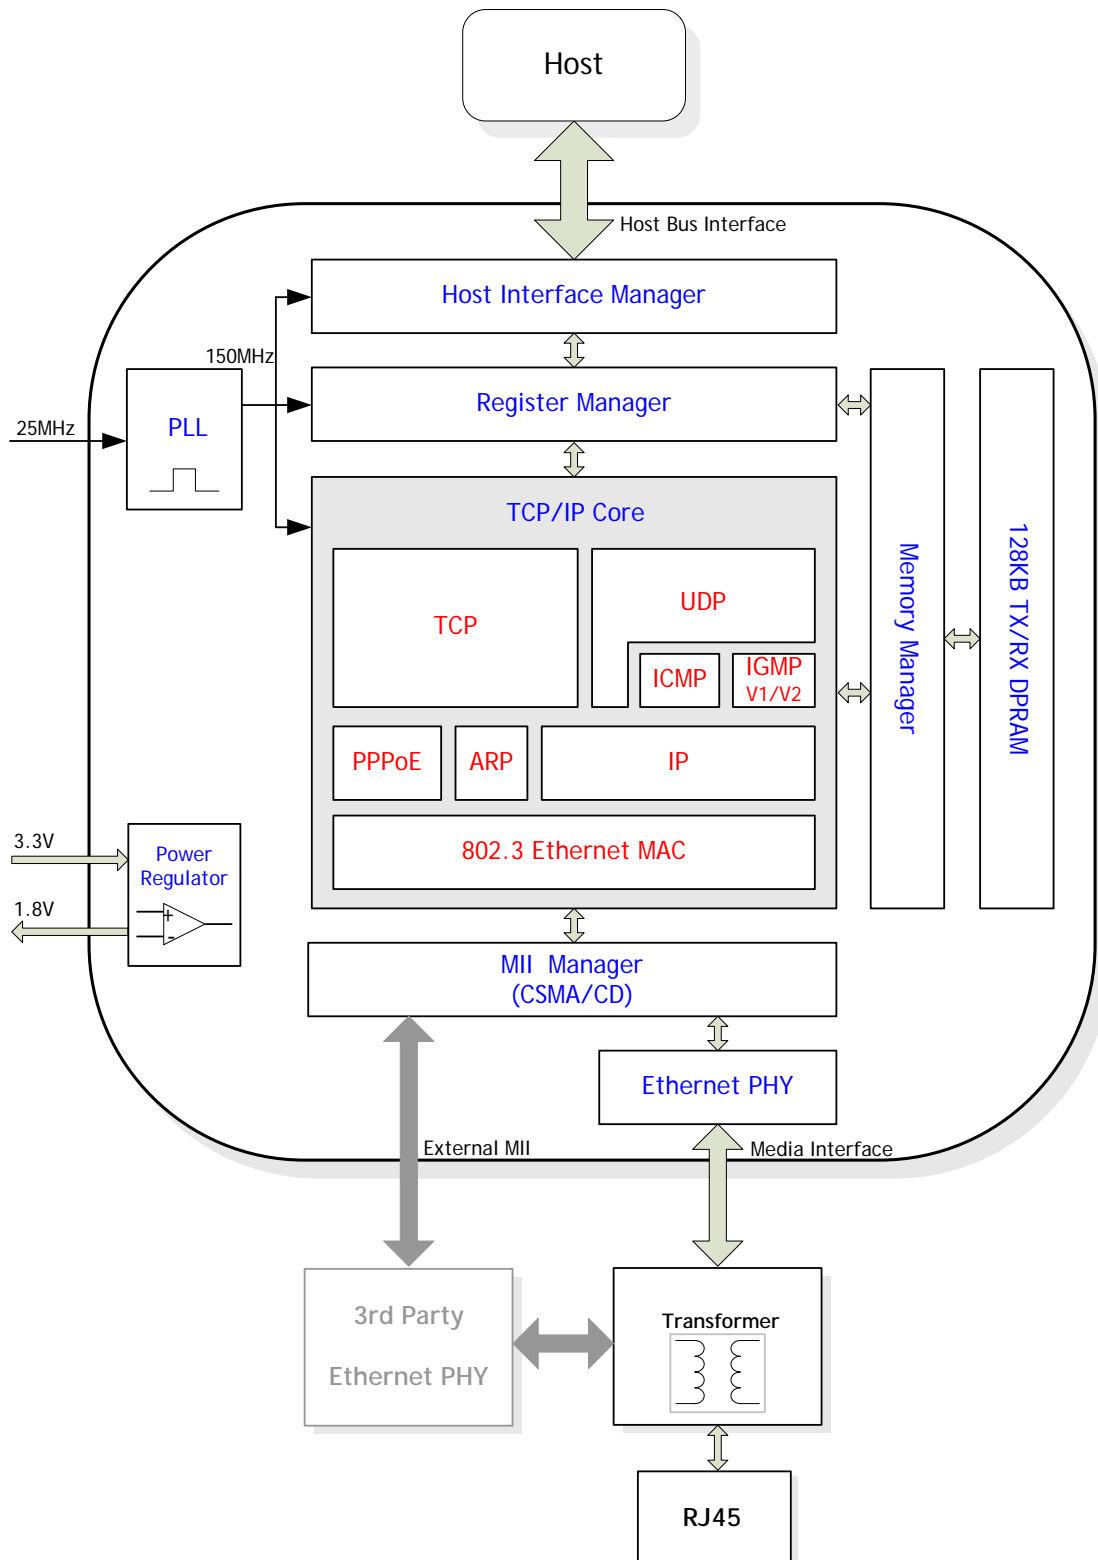 Host
Host Bus Interface
Host Interface Manager
150MHz
Register Manager
25MHz
PLL
TCP/IP Core
TCP
UDP
ICMP
IGMP
V1/V2
PPPoE
ARP
IP
802.3 Ethernet MAC
Memory Manager
128KB TX/RX DPRAM
3.3V
Power
Regulator
1.8V
+
-
MII Manager
(CSMA/CD)
Ethernet PHY
External MII
Media Interface
3rd Party
Ethernet PHY
Transformer
RJ45